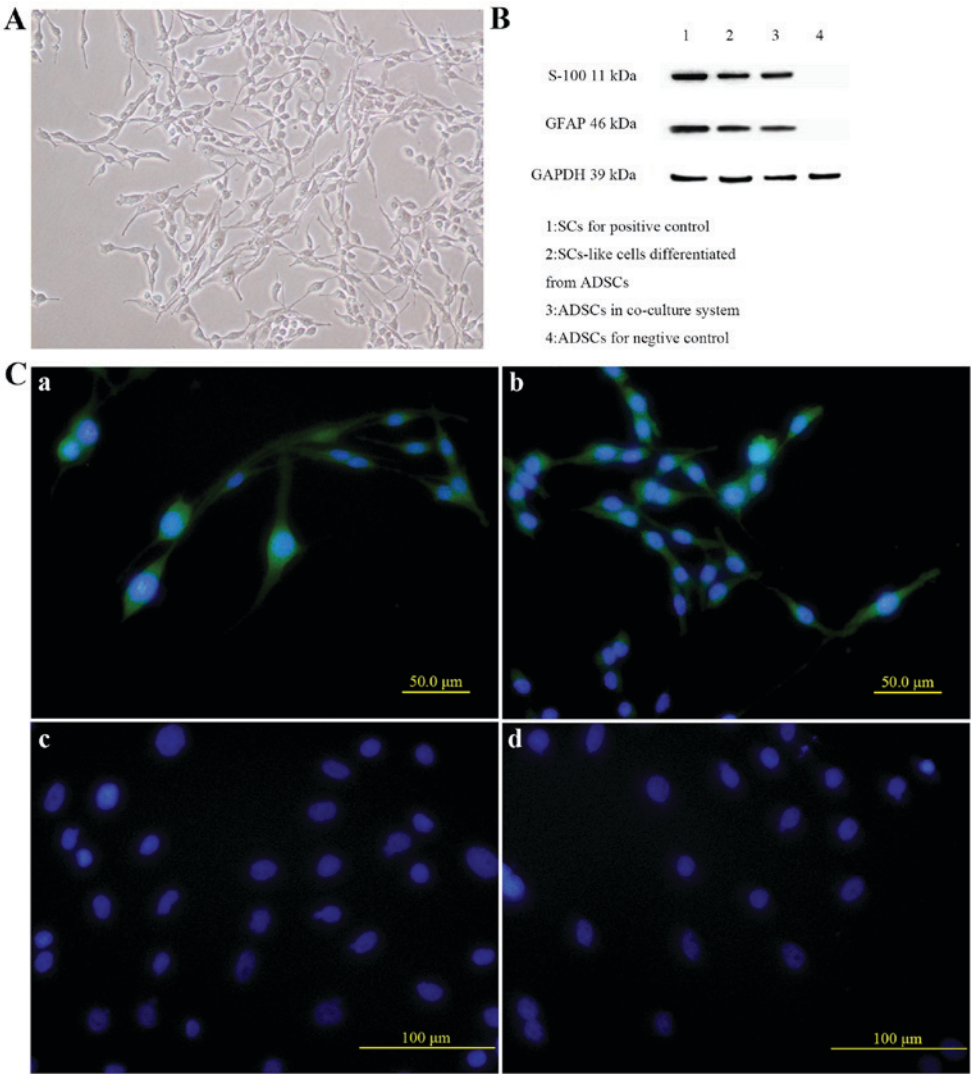 A
B
1 2 3 4
S-100 11 kDa
GFAP 46 kDa
GAPDH 39 kDa
1:SCs for positive control
2:SCs-like cells differentiated
from ADSCs
3:ADSCs in co-culture system
4:ADSCs for negtive control
C
a
b
50.0 μm
50.0 μm
c
d
100 μm
100 μm